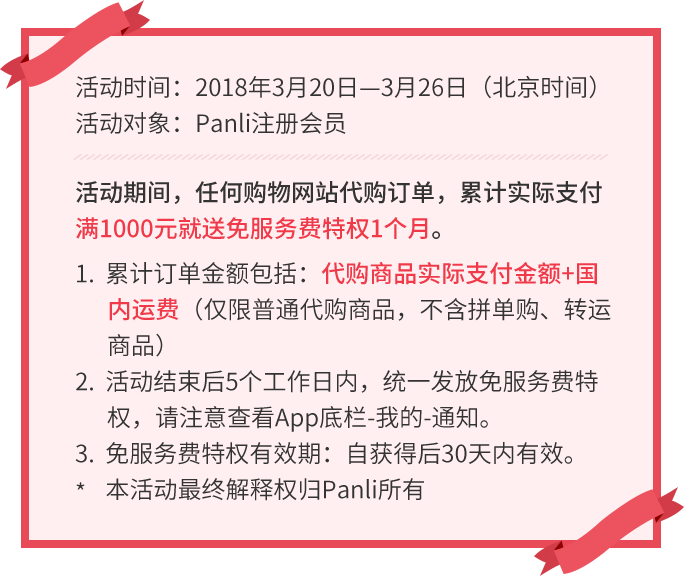 活动时间：2018年3月20日—3月26日（北京时间）
活动对象：Panli注册会员
活动期间，任何购物网站代购订单，累计实际支付
满1000元就送免服务费特权1个月。
1. 累计订单金额包括：代购商品实际支付金额+国
内运费（仅限普通代购商品，不含拼单购、转运
商品）
2. 活动结束后5个工作日内，统一发放免服务费特
权，请注意查看App底栏-我的-通知。
3. 免服务费特权有效期：自获得后30天内有效。
* 本活动最终解释权归Panli所有